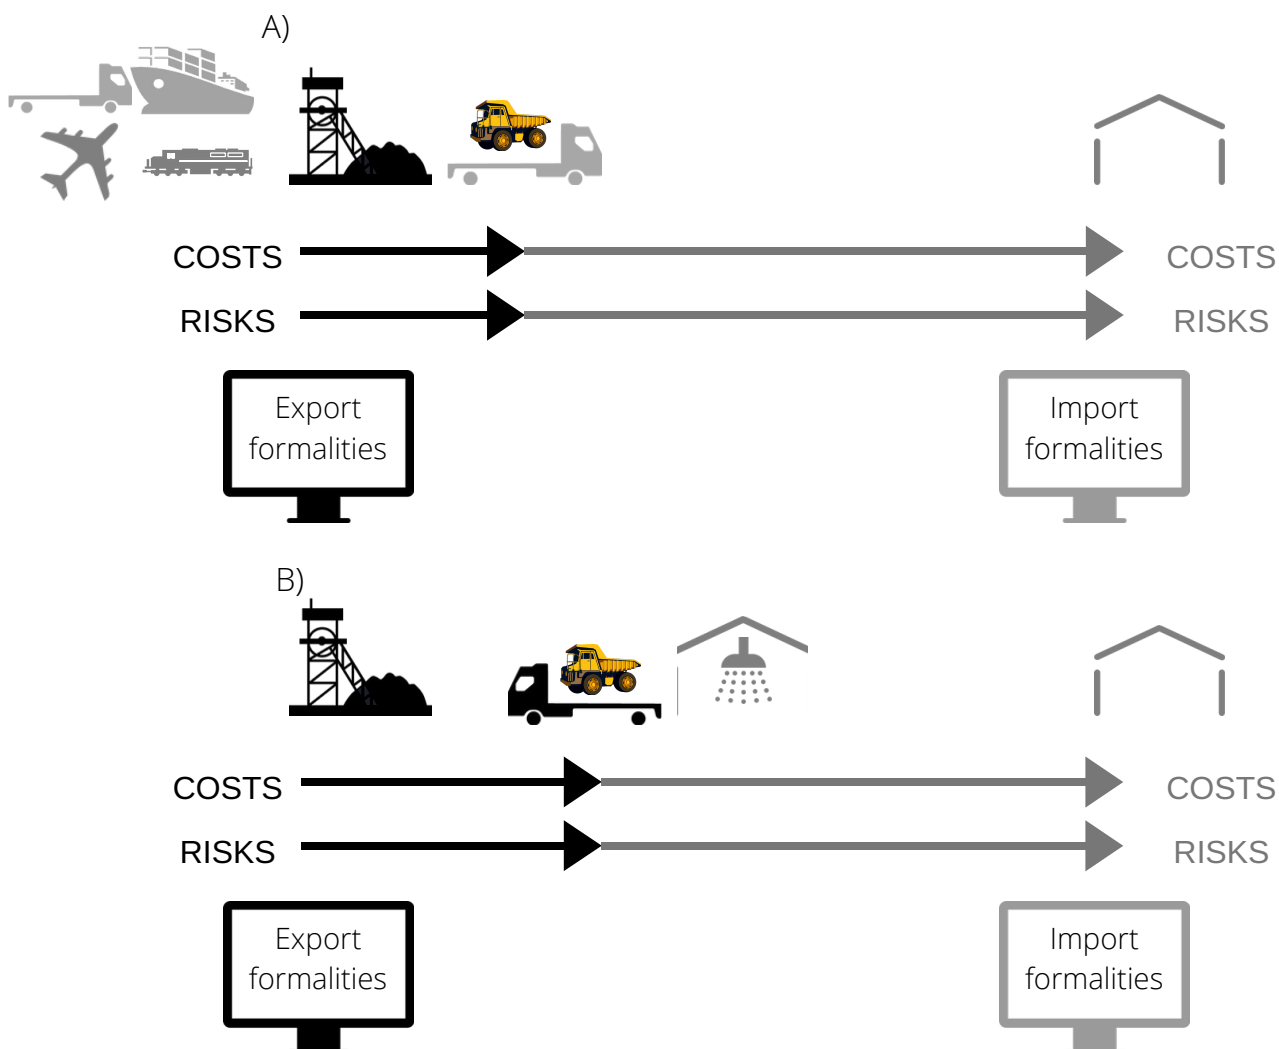 A)
COSTS
COSTS
RISKS
RISKS
Export
formalities
Import
formalities
B)
COSTS
COSTS
RISKS
RISKS
Export
formalities
Import
formalities